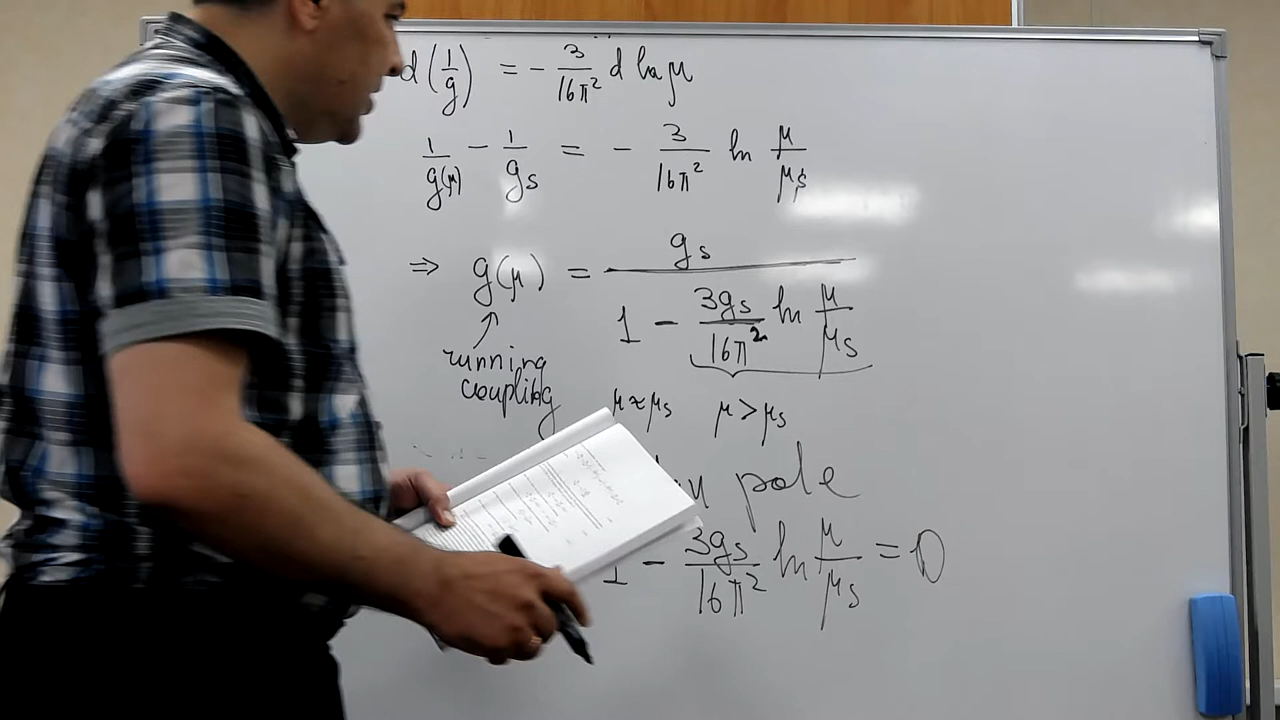 d(1/g) = - 3/16π² d ln μ
1/g(μ) - 1/gs = - 3/16π² ln μ/μs
⇒ g(μ) = gs / (1 - 3gs/16π² ln μ/μs)
running
coupling
μ≈μs μ>μs
pole
1 - 3gs/16π² ln μ/μs = 0